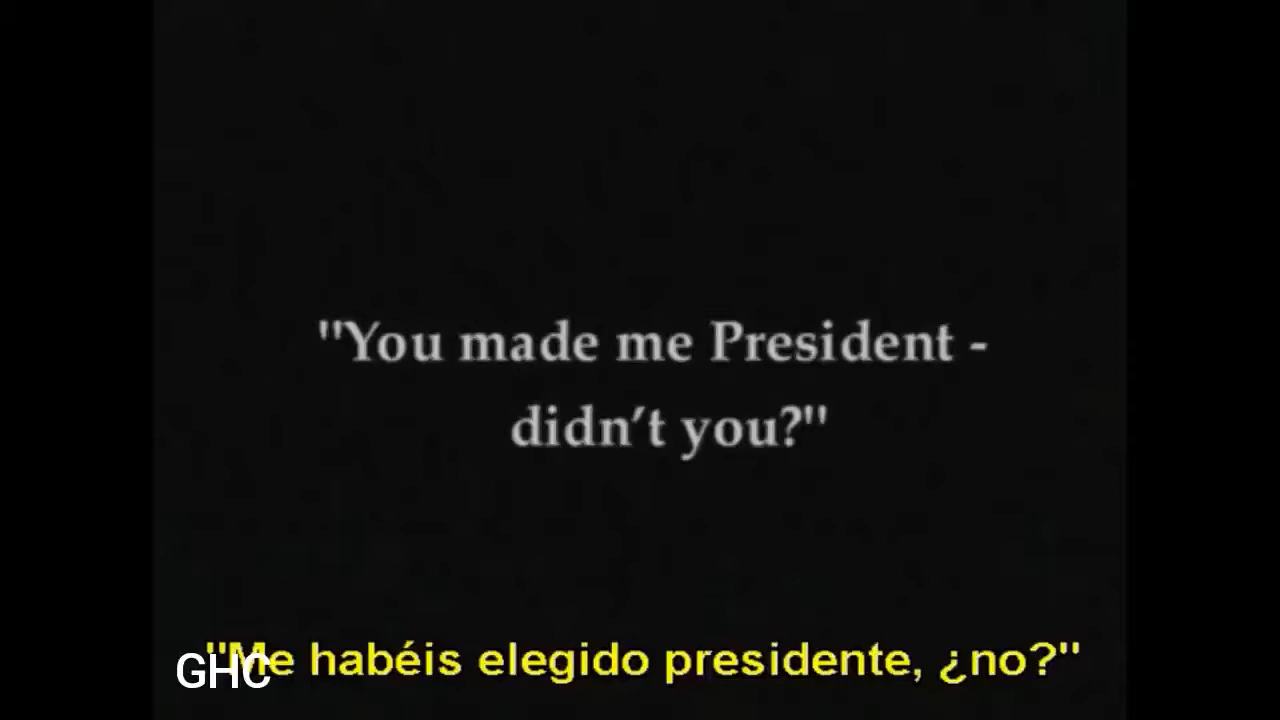 "You made me President -
didn't you?"
"Me habéis elegido presidente, ¿no?"
GHC